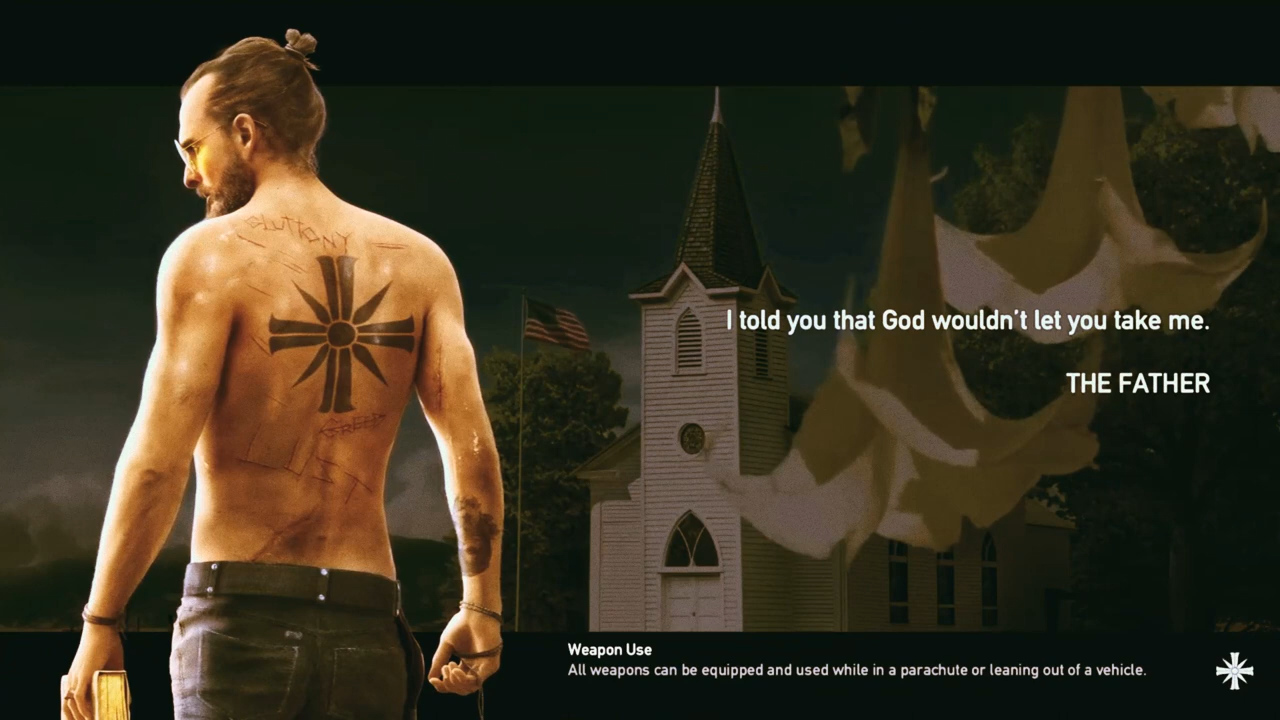 GLUTTONY
GREED
LUST
I told you that God wouldn't let you take me.
THE FATHER
Weapon Use
All weapons can be equipped and used while in a parachute or leaning out of a vehicle.